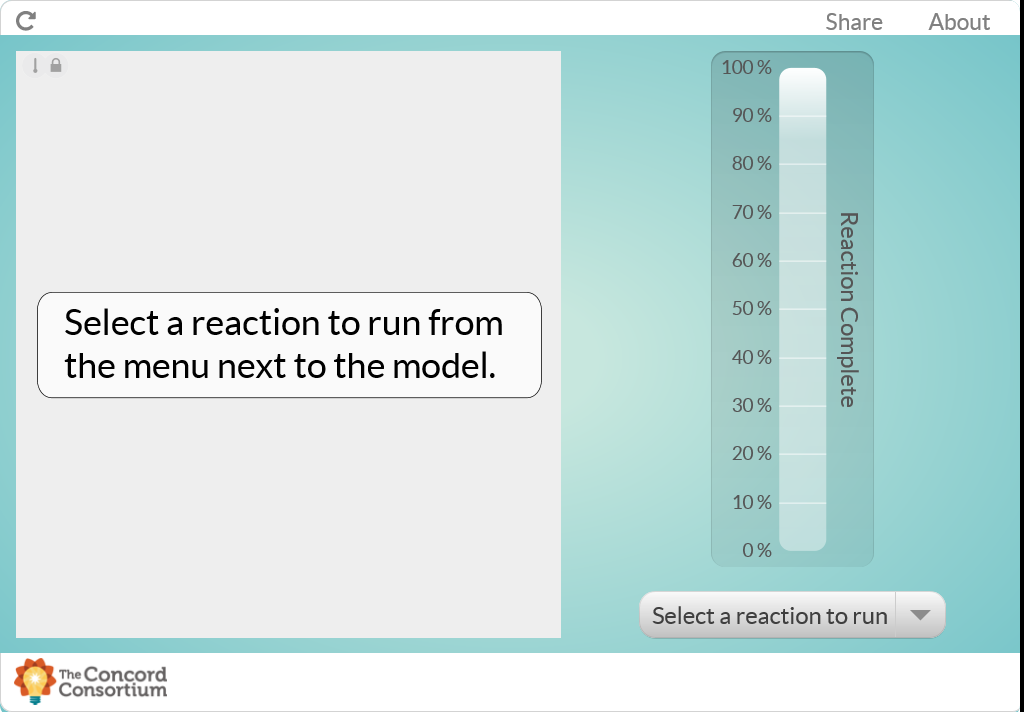 Share About
Select a reaction to run from
the menu next to the model.
100 %
90 %
80 %
70 %
60 %
50 %
40 %
30 %
20 %
10 %
0 %
Reaction Complete
Select a reaction to run
The Concord
Consortium